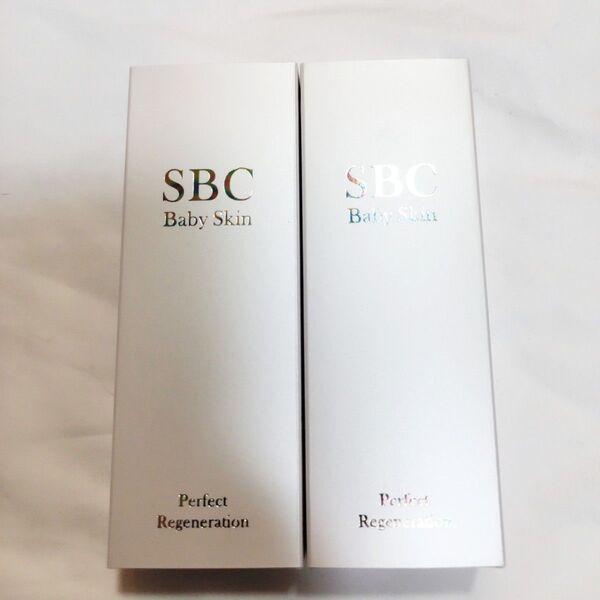 SBC
Baby Skin
Perfect
Regeneration
SBC
Baby Skin
Perfect
Regeneration